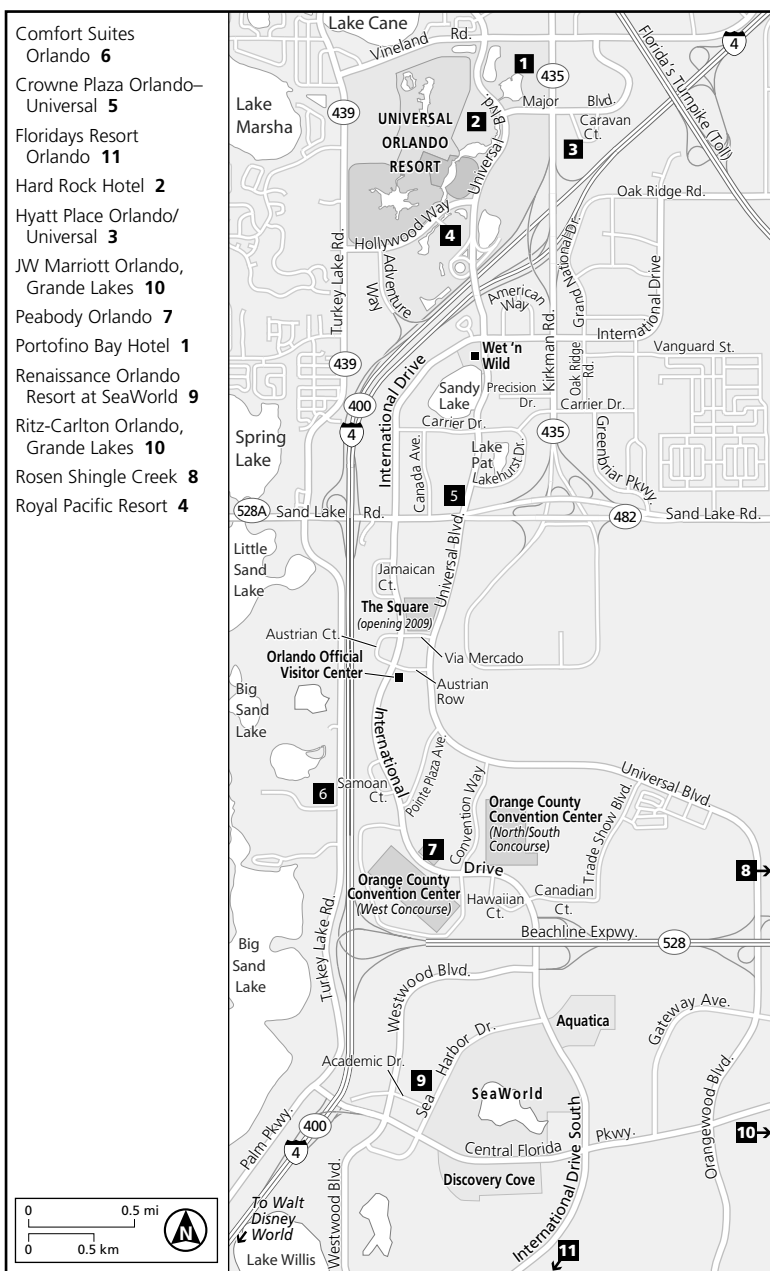 Comfort Suites
Orlando 6
Crowne Plaza Orlando–
Universal 5
Floridays Resort
Orlando 11
Hard Rock Hotel 2
Hyatt Place Orlando/
Universal 3
JW Marriott Orlando,
Grande Lakes 10
Peabody Orlando 7
Portofino Bay Hotel 1
Renaissance Orlando
Resort at SeaWorld 9
Ritz-Carlton Orlando,
Grande Lakes 10
Rosen Shingle Creek 8
Royal Pacific Resort 4
0 0.5 mi
0 0.5 km
N
Lake Cane
Vineland Rd.
4
Florida's Turnpike (Toll)
1
435
Major Blvd.
Lake
Marsha
439
UNIVERSAL
ORLANDO
RESORT
2
Universal Blvd.
Caravan
Ct.
3
Oak Ridge Rd.
Turkey Lake Rd.
Hollywood Way
4
Adventure
Way
American
Way
Kirkman Rd.
Grand National Dr.
International Drive
Wet 'n
Wild
Vanguard St.
439
International Drive
Sandy
Lake
Precision
Dr.
Oak Ridge
Rd.
400
4
Carrier Dr.
Carrier Dr.
435
Spring
Lake
Canada Ave.
Lake
Pat
Lakehurst Dr.
Greenbriar Pkwy.
5
528A
Sand Lake Rd.
482
Sand Lake Rd.
Little
Sand
Lake
Universal Blvd.
Jamaican
Ct.
The Square
(opening 2009)
Austrian Ct.
Via Mercado
Orlando Official
Visitor Center
Austrian
Row
Big
Sand
Lake
International
Pointe Plaza Ave.
Samoan
Ct.
6
Convention Way
Universal Blvd.
Orange County
Convention Center
(North/South
Concourse)
Trade Show Blvd.
7
Drive
8
Orange County
Convention Center
(West Concourse)
Hawaiian
Ct.
Canadian
Ct.
Beachline Expwy.
528
Turkey Lake Rd.
Big
Sand
Lake
Westwood Blvd.
Aquatica
Gateway Ave.
Sea Harbor Dr.
Academic Dr.
9
SeaWorld
Orangewood Blvd.
400
4
Palm Pkwy.
Central Florida Pkwy.
10
Discovery Cove
International Drive South
To Walt
Disney
World
Westwood Blvd.
Lake Willis
11